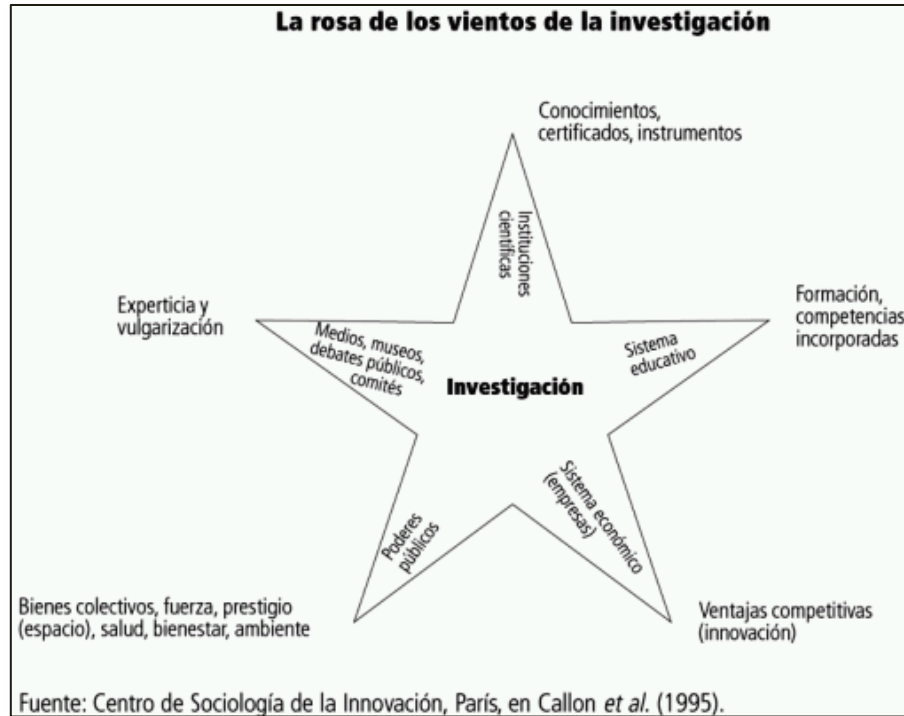 La rosa de los vientos de la investigación
Conocimientos,
certificados, instrumentos
Instituciones
científicas
Experticia y
vulgarización
Medios, museos,
debates públicos,
comités
Formación,
competencias
incorporadas
Sistema
educativo
Investigación
Sistema económico
(empresas)
Poderes
públicos
Bienes colectivos, fuerza, prestigio
(espacio), salud, bienestar, ambiente
Ventajas competitivas
(innovación)
Fuente: Centro de Sociología de la Innovación, París, en Callon et al. (1995).